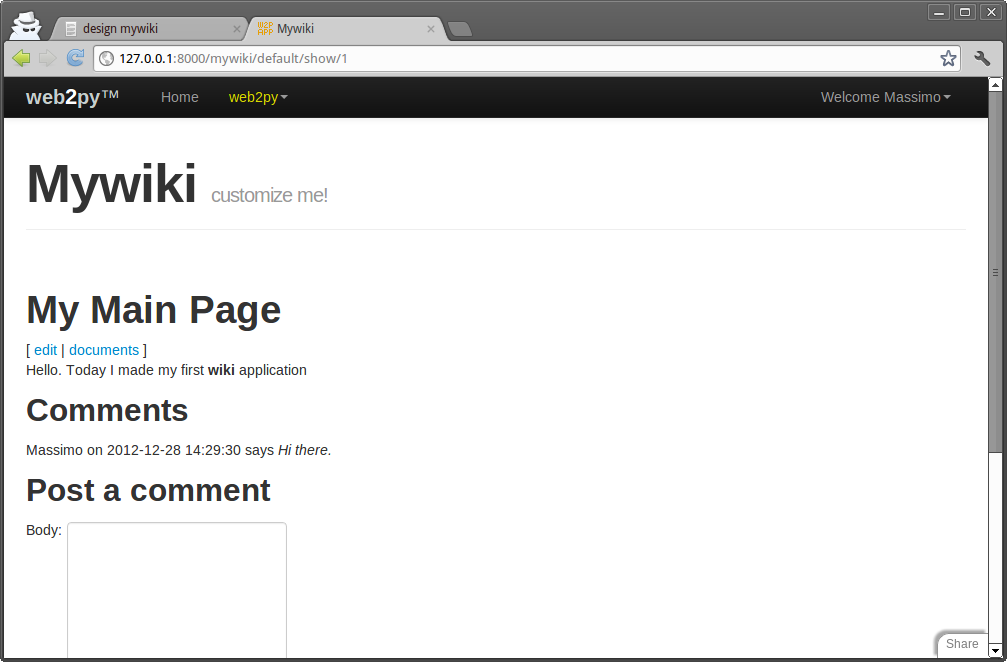 design mywiki
W2P APP Mywiki
127.0.0.1:8000/mywiki/default/show/1
web2py™ Home web2py Welcome Massimo
Mywiki customize me!
My Main Page
[ edit | documents ]
Hello. Today I made my first wiki application
Comments
Massimo on 2012-12-28 14:29:30 says Hi there.
Post a comment
Body:
Share